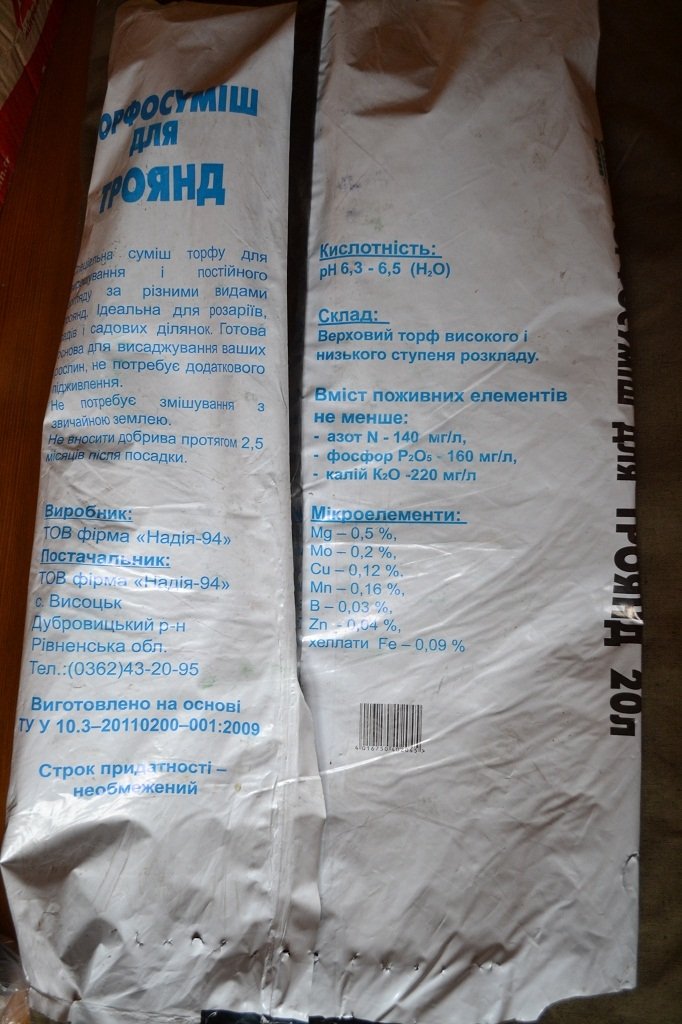 ОРФОСУМІШ
ДЛЯ
ТРОЯНД
суміш торфу для
і постійного
за різними видами
Ідеальна для розаріїв,
і садових ділянок. Готова
для висаджування ваших
не потребує додаткового
підживлення.
Не потребує змішування з
звичайною землею.
Не вносити добрива протягом 2,5
місяців після посадки.
Виробник:
ТОВ фірма «Надія-94»
Постачальник:
ТОВ фірма «Надія-94»
с. Висоцьк
Дубровицький р-н
Рівненська обл.
Тел.:(0362)43-20-95
Виготовлено на основі
ТУ У 10.3–20110200–001:2009
Строк придатності –
необмежений
Кислотність:
pH 6,3 - 6,5 (H₂O)
Склад:
Верховий торф високого і
низького ступеня розкладу.
Вміст поживних елементів
не менше:
- азот N - 140 мг/л,
- фосфор P₂O₅ - 160 мг/л,
- калій K₂O -220 мг/л
Мікроелементи:
Mg – 0,5 %,
Mo – 0,2 %,
Cu – 0,12 %.
Mn – 0,16 %,
B – 0,03 %,
Zn - 0,04 %,
хеллати Fe – 0,09 %
для ТРОЯНД 20л